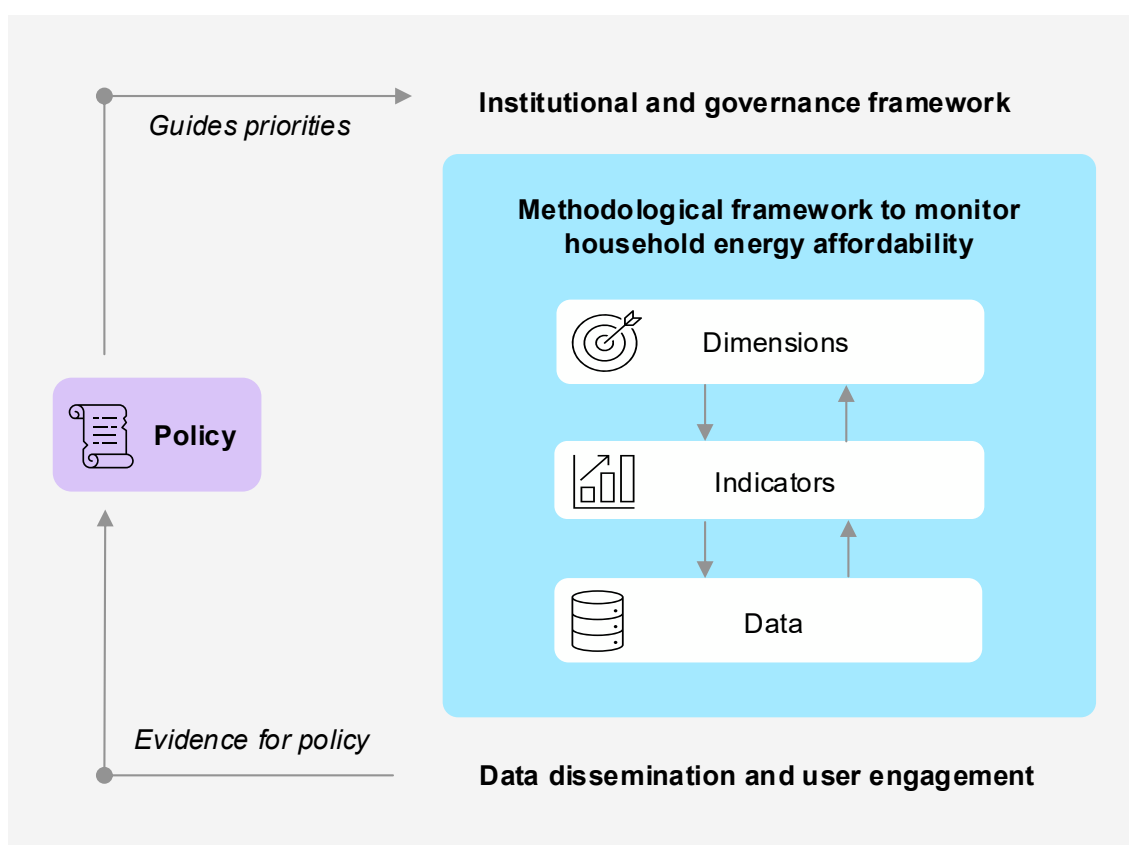 Institutional and governance framework
Guides priorities
Methodological framework to monitor
household energy affordability
Dimensions
Policy
Indicators
Data
Evidence for policy
Data dissemination and user engagement